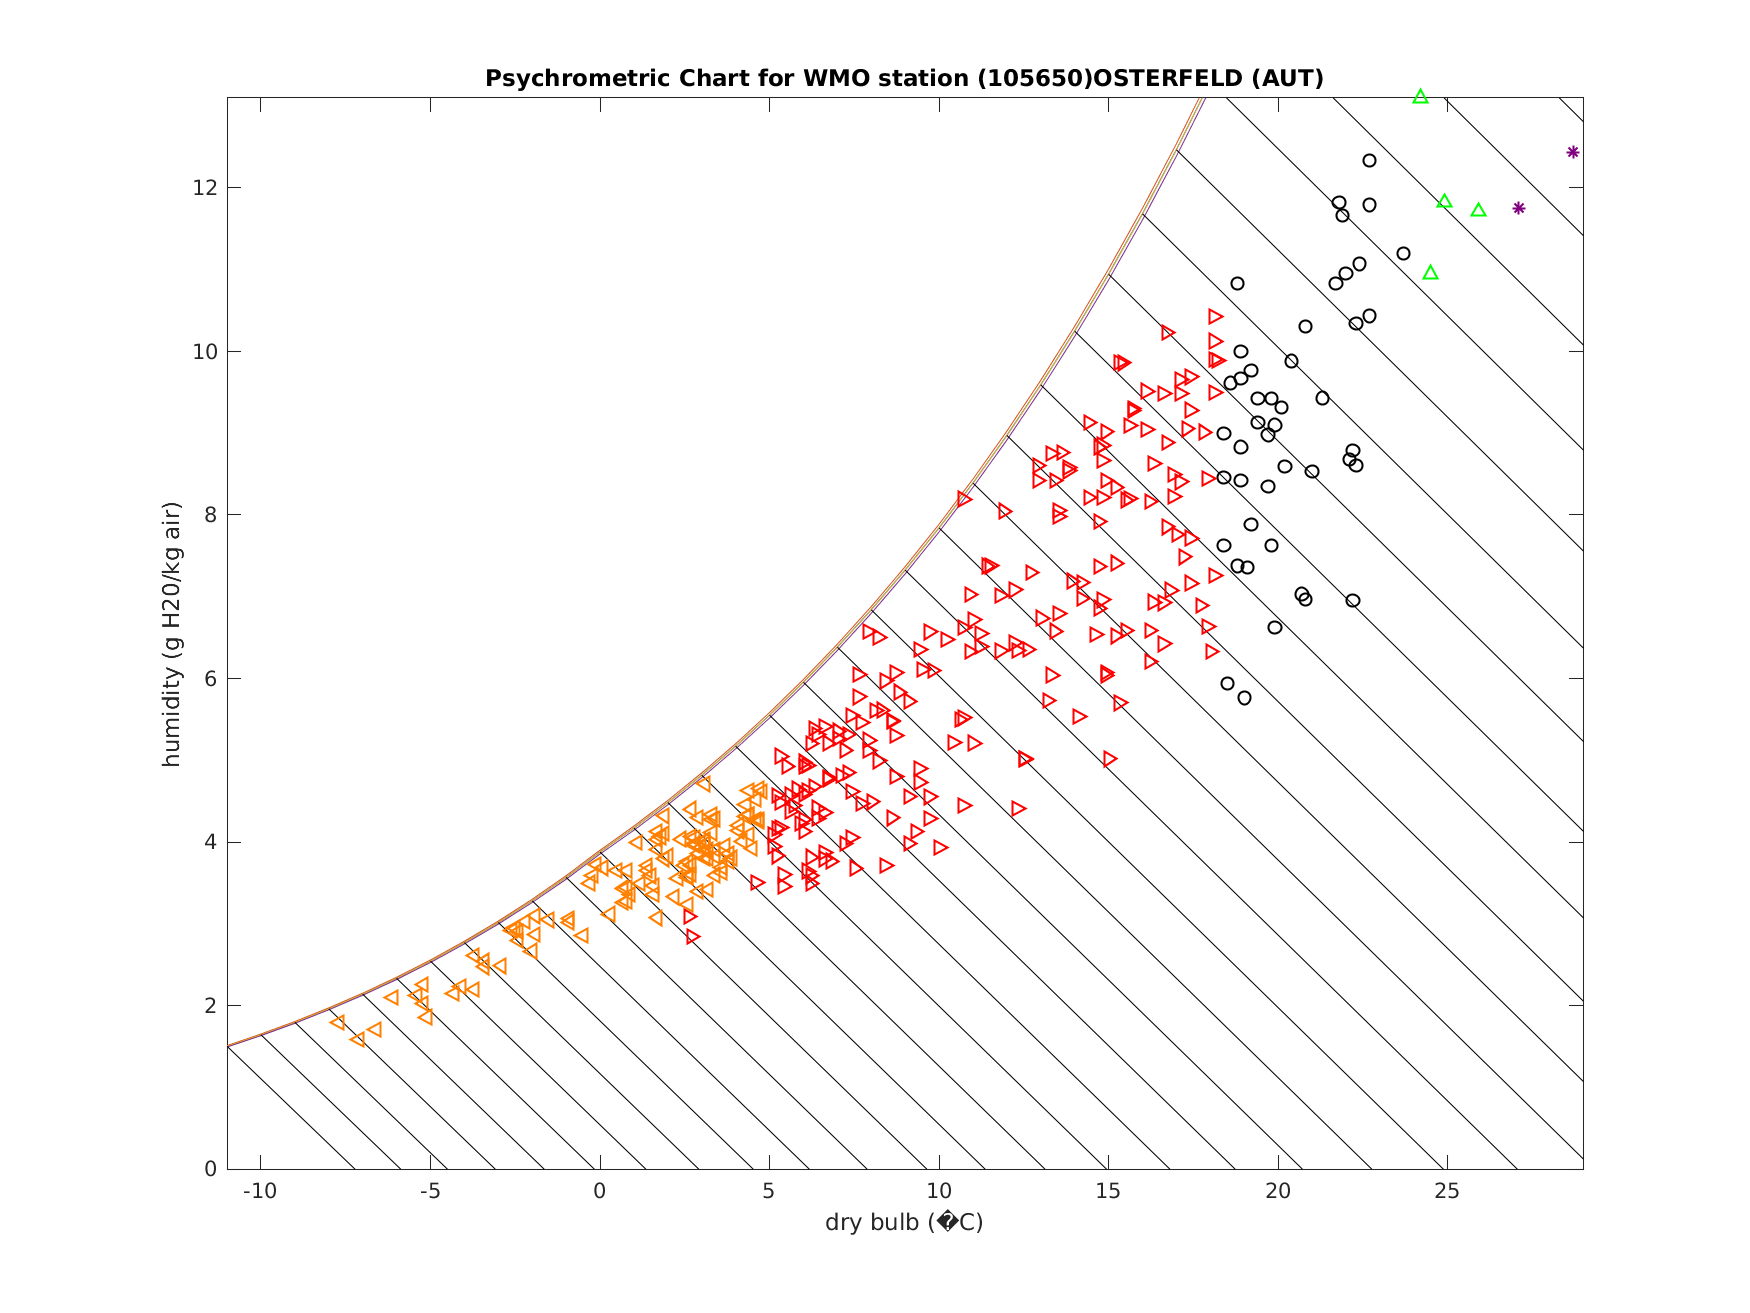 Psychrometric Chart for WMO station (105650)OSTERFELD (AUT)
12
10
8
6
4
2
0
humidity (g H20/kg air)
-10 -5 0 5 10 15 20 25
dry bulb (�C)